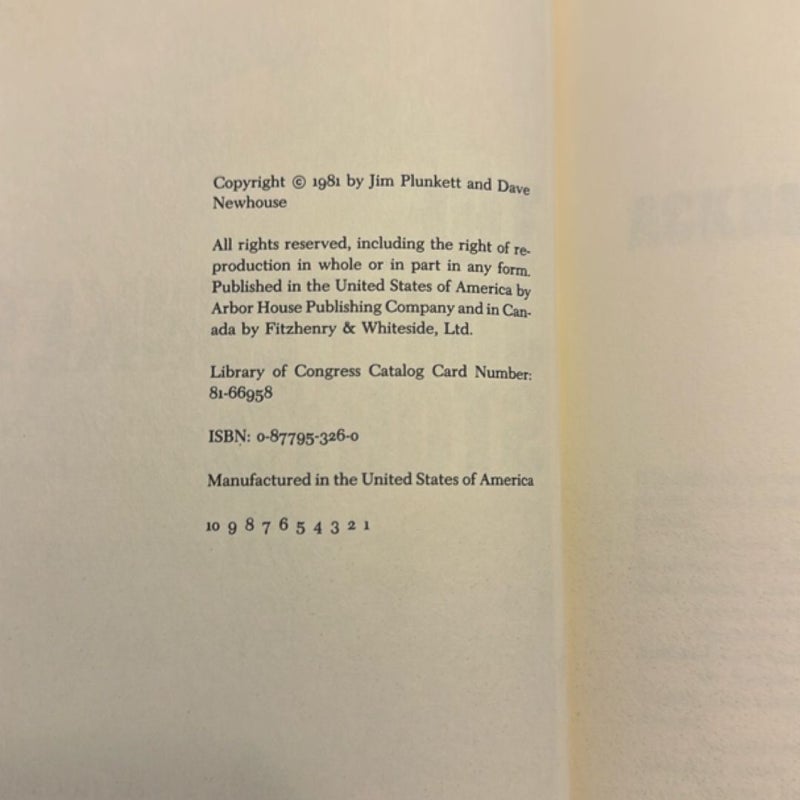 Copyright © 1981 by Jim Plunkett and Dave
Newhouse
All rights reserved, including the right of re-
production in whole or in part in any form.
Published in the United States of America by
Arbor House Publishing Company and in Can-
ada by Fitzhenry & Whiteside, Ltd.
Library of Congress Catalog Card Number:
81-66958
ISBN: 0-87795-326-0
Manufactured in the United States of America
10 9 8 7 6 5 4 3 2 1